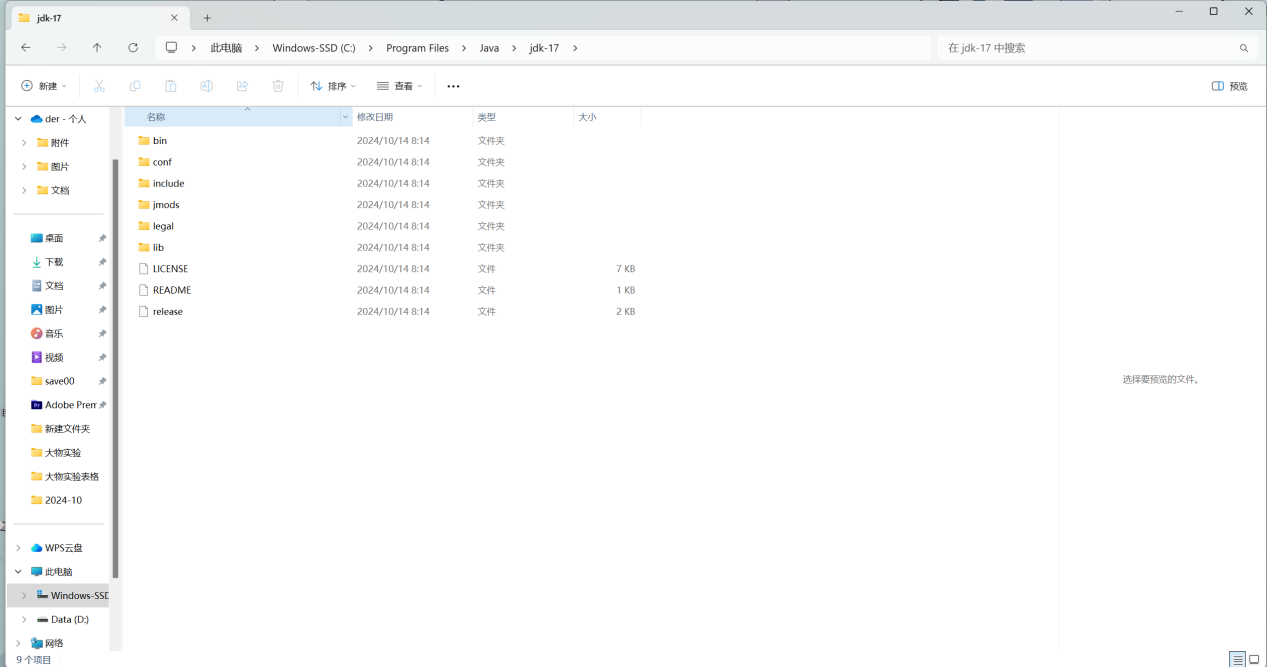 jdk-17
此电脑 Windows-SSD (C:) Program Files Java jdk-17 在 jdk-17 中搜索
新建 排序 查看 预览
der - 个人
附件
图片
文档
桌面
下载
文档
图片
音乐
视频
save00
Adobe Prem
新建文件夹
大物实验
大物实验表格
2024-10
WPS云盘
此电脑
Windows-SSD
Data (D:)
网络
名称 修改日期 类型 大小
bin 2024/10/14 8:14 文件夹
conf 2024/10/14 8:14 文件夹
include 2024/10/14 8:14 文件夹
jmods 2024/10/14 8:14 文件夹
legal 2024/10/14 8:14 文件夹
lib 2024/10/14 8:14 文件夹
LICENSE 2024/10/14 8:14 文件 7 KB
README 2024/10/14 8:14 文件 1 KB
release 2024/10/14 8:14 文件 2 KB
选择要预览的文件。
9 个项目